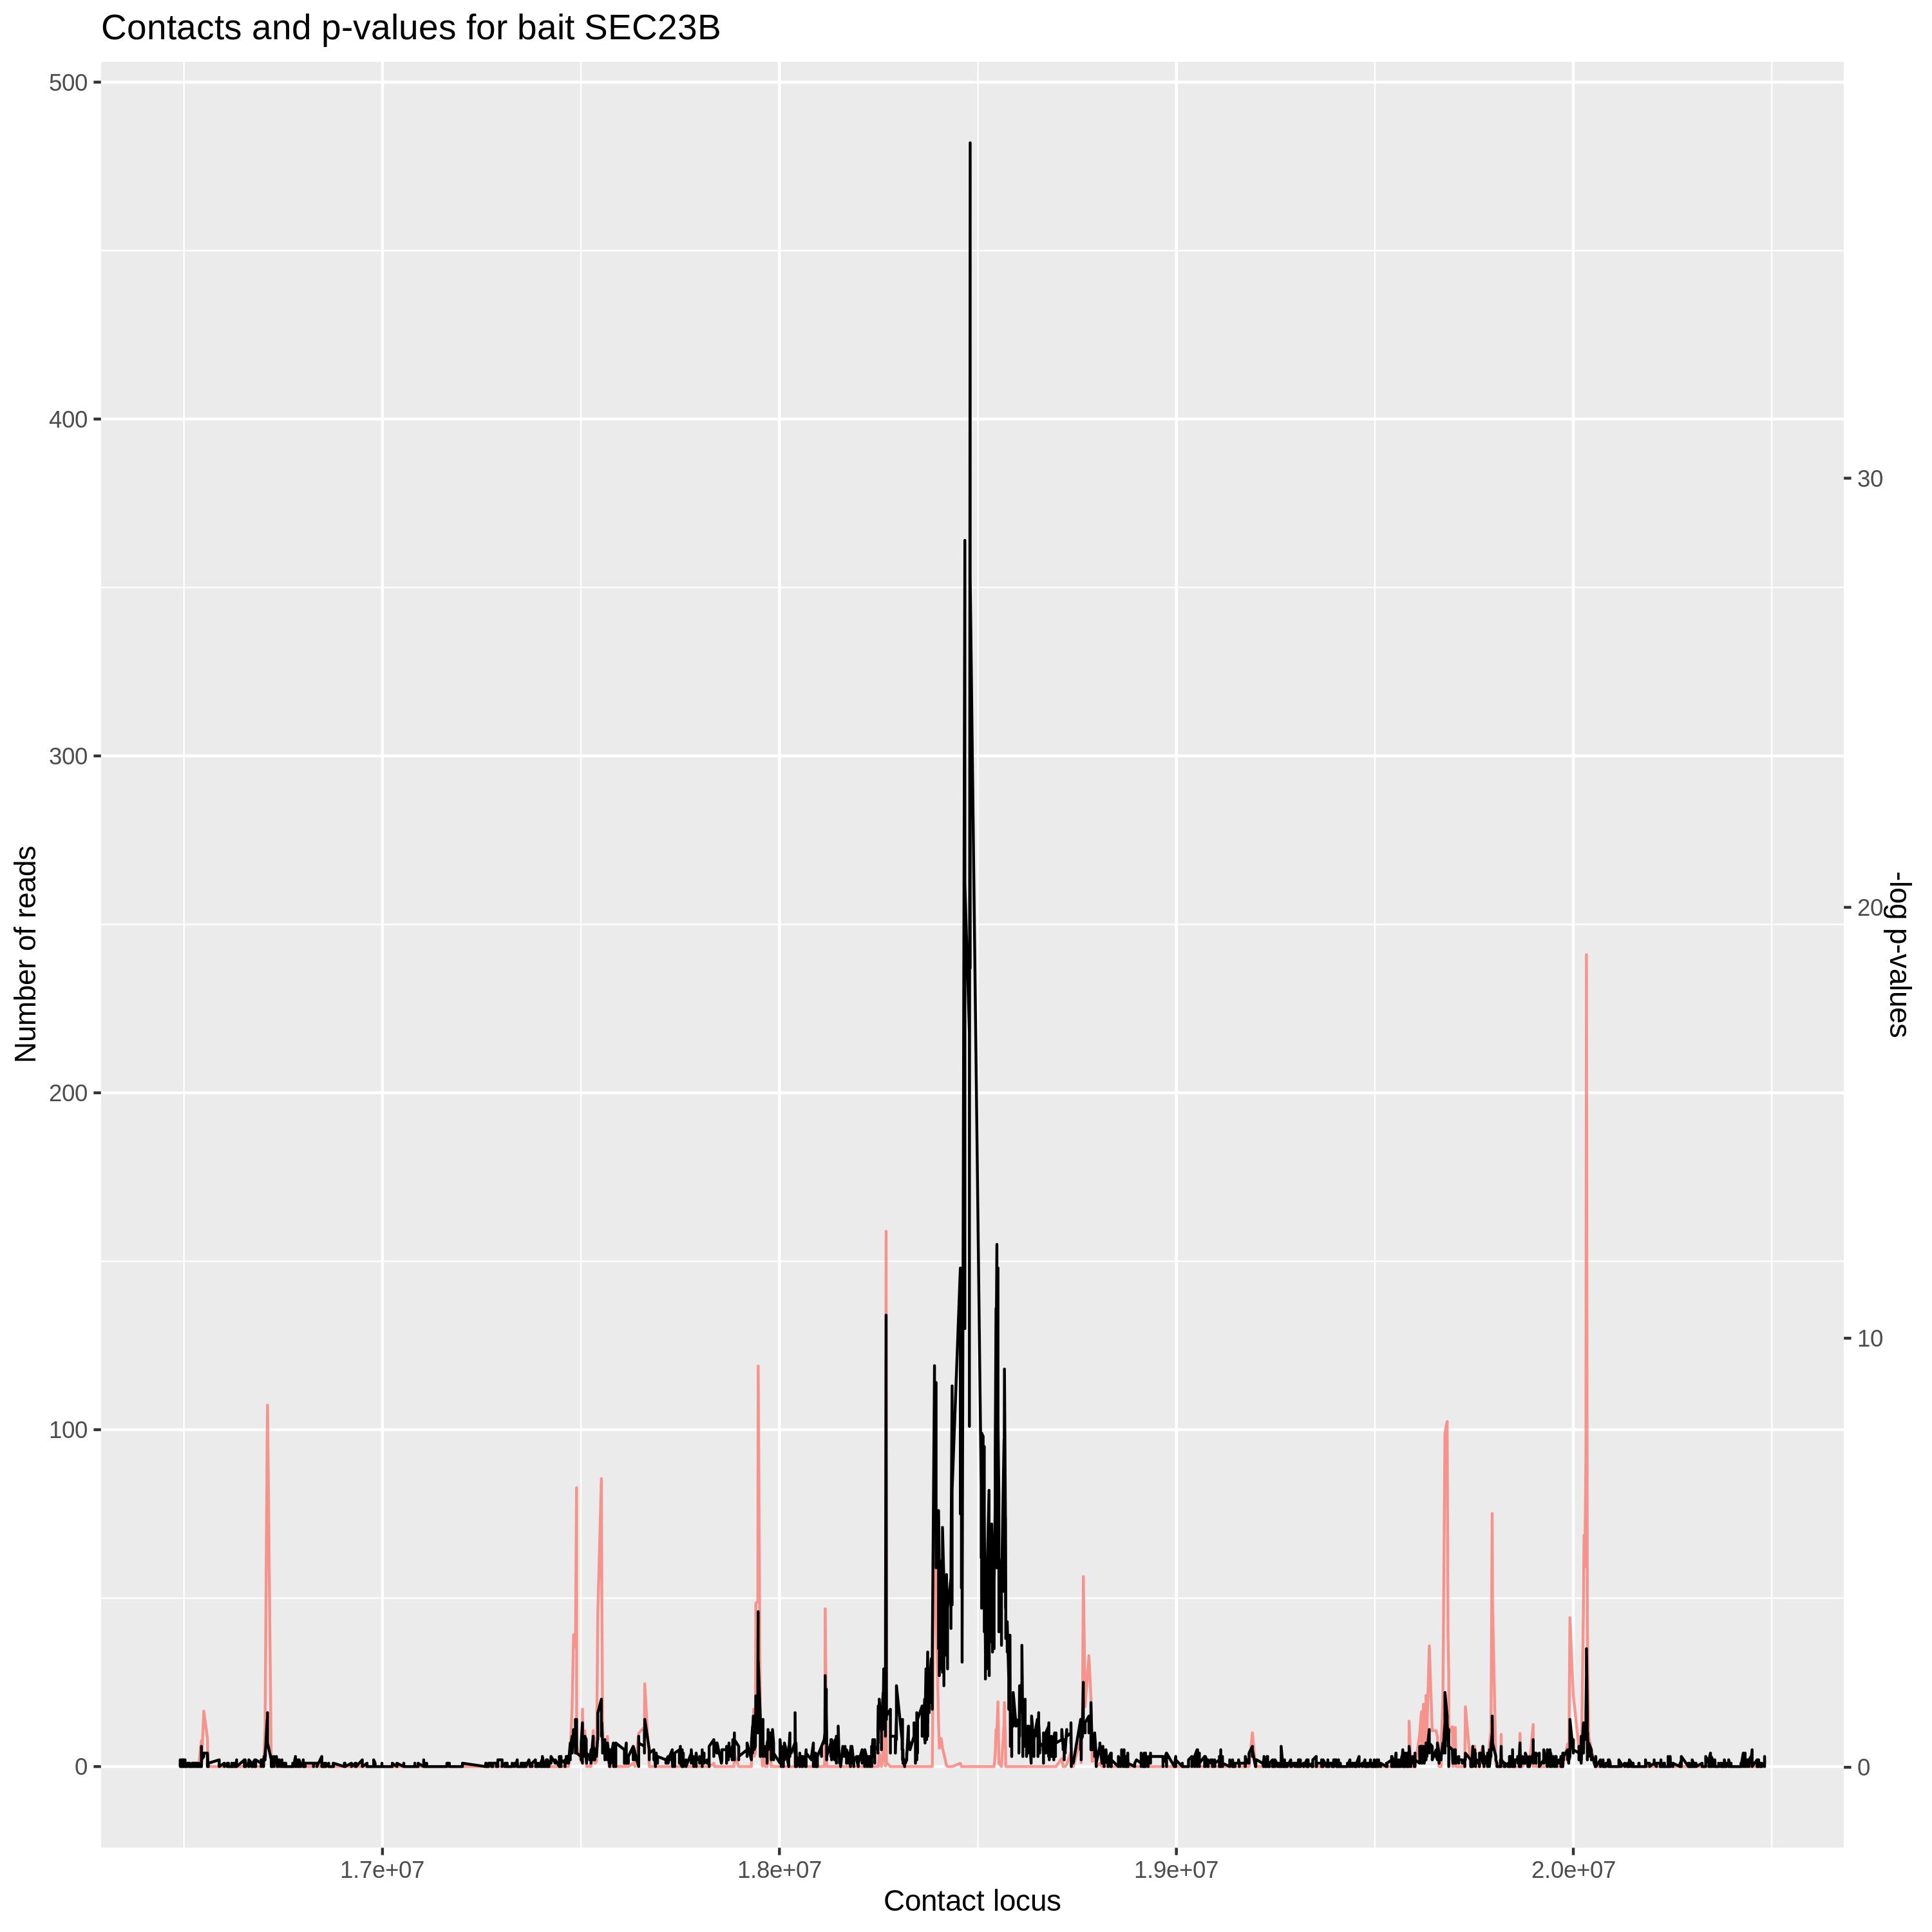 Contacts and p-values for bait SEC23B
500
400
300
200
100
0
Number of reads
30
20
10
0
-log p-values
1.7e+07 1.8e+07 1.9e+07 2.0e+07
Contact locus